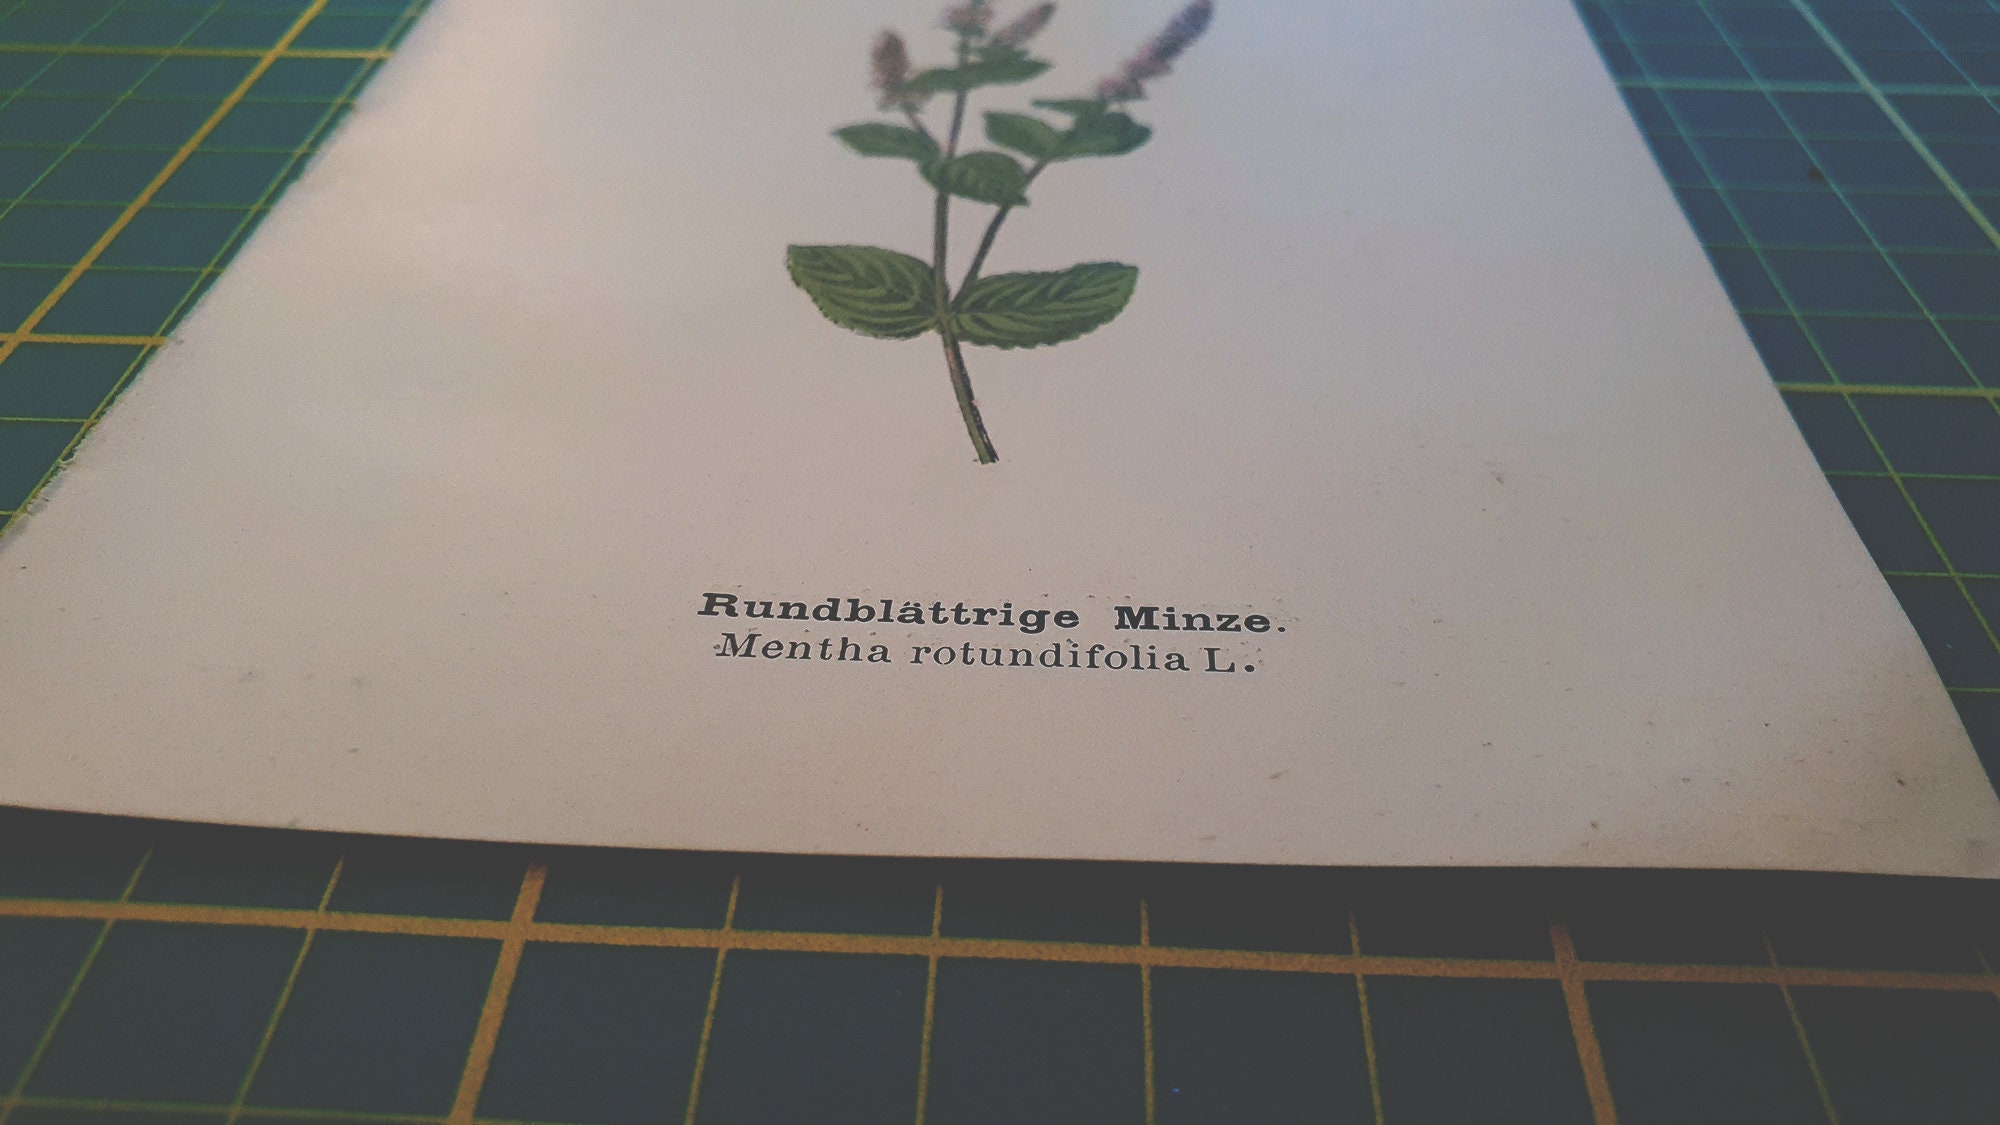 Rundblättrige Minze.
Mentha rotundifolia L.